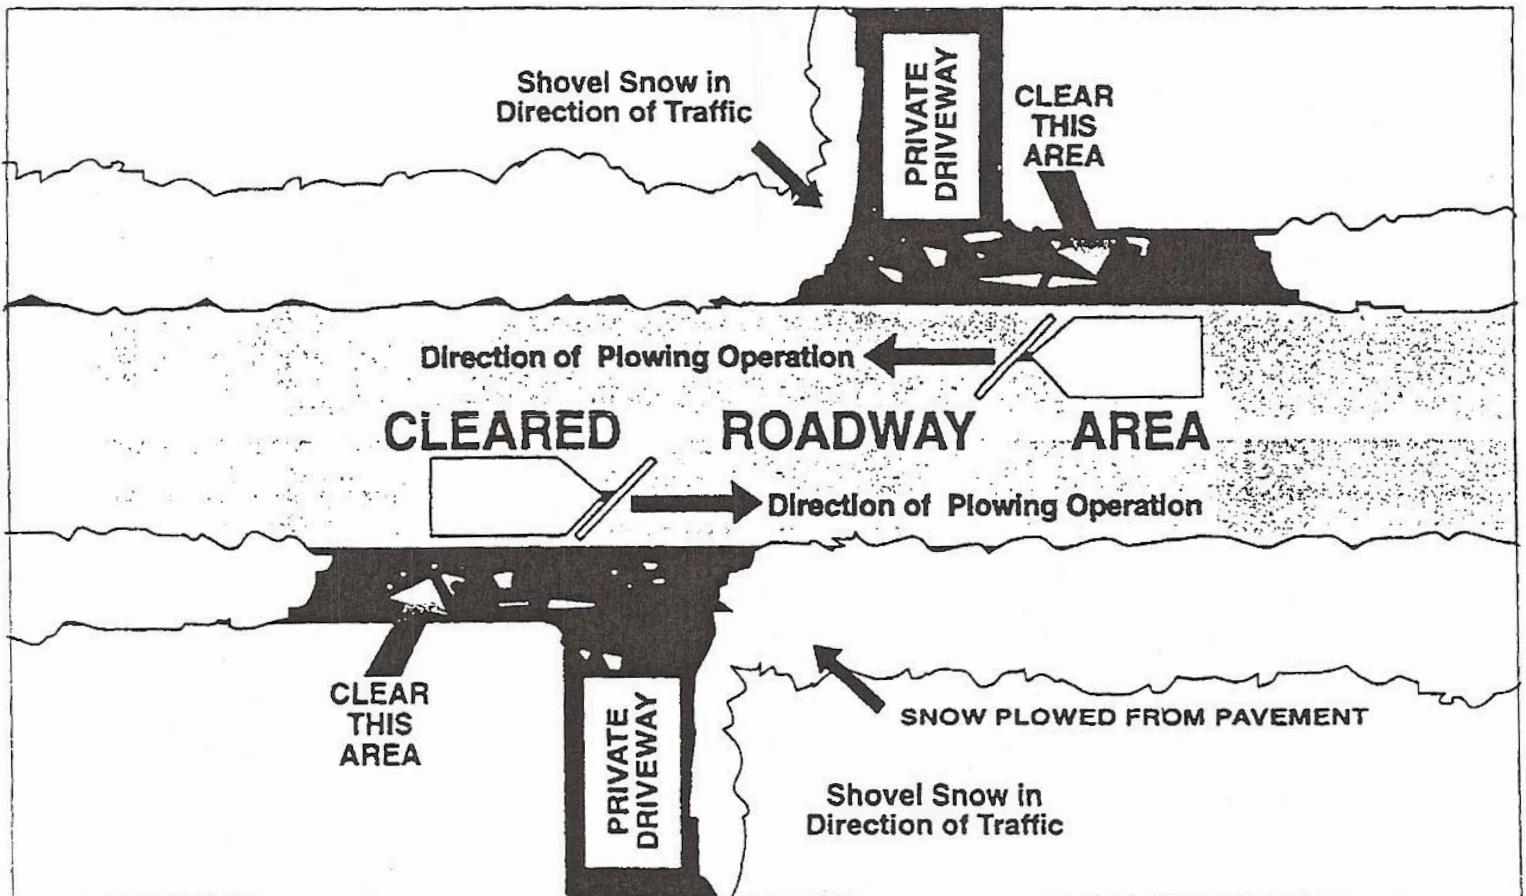 Shovel Snow in
Direction of Traffic
PRIVATE
DRIVEWAY
CLEAR
THIS
AREA
Direction of Plowing Operation
CLEARED ROADWAY AREA
Direction of Plowing Operation
CLEAR
THIS
AREA
PRIVATE
DRIVEWAY
SNOW PLOWED FROM PAVEMENT
Shovel Snow in
Direction of Traffic